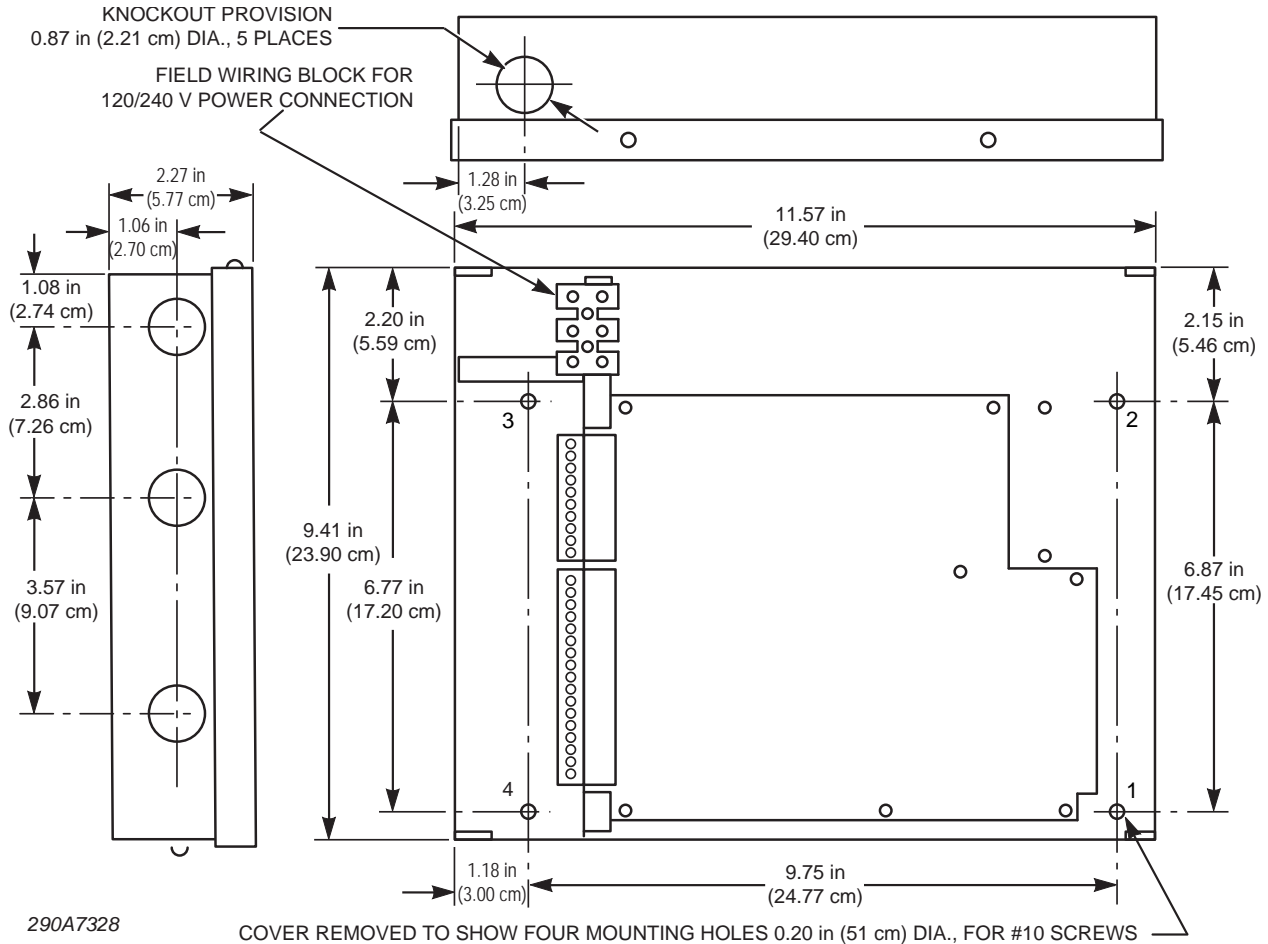 KNOCKOUT PROVISION
0.87 in (2.21 cm) DIA., 5 PLACES
FIELD WIRING BLOCK FOR
120/240 V POWER CONNECTION
2.27 in
(5.77 cm)
1.06 in
(2.70 cm)
1.28 in
(3.25 cm)
11.57 in
(29.40 cm)
1.08 in
(2.74 cm)
2.20 in
(5.59 cm)
2.15 in
(5.46 cm)
2.86 in
(7.26 cm)
3
2
9.41 in
(23.90 cm)
3.57 in
(9.07 cm)
6.77 in
(17.20 cm)
6.87 in
(17.45 cm)
4
1
1.18 in
(3.00 cm)
9.75 in
(24.77 cm)
290A7328
COVER REMOVED TO SHOW FOUR MOUNTING HOLES 0.20 in (51 cm) DIA., FOR #10 SCREWS